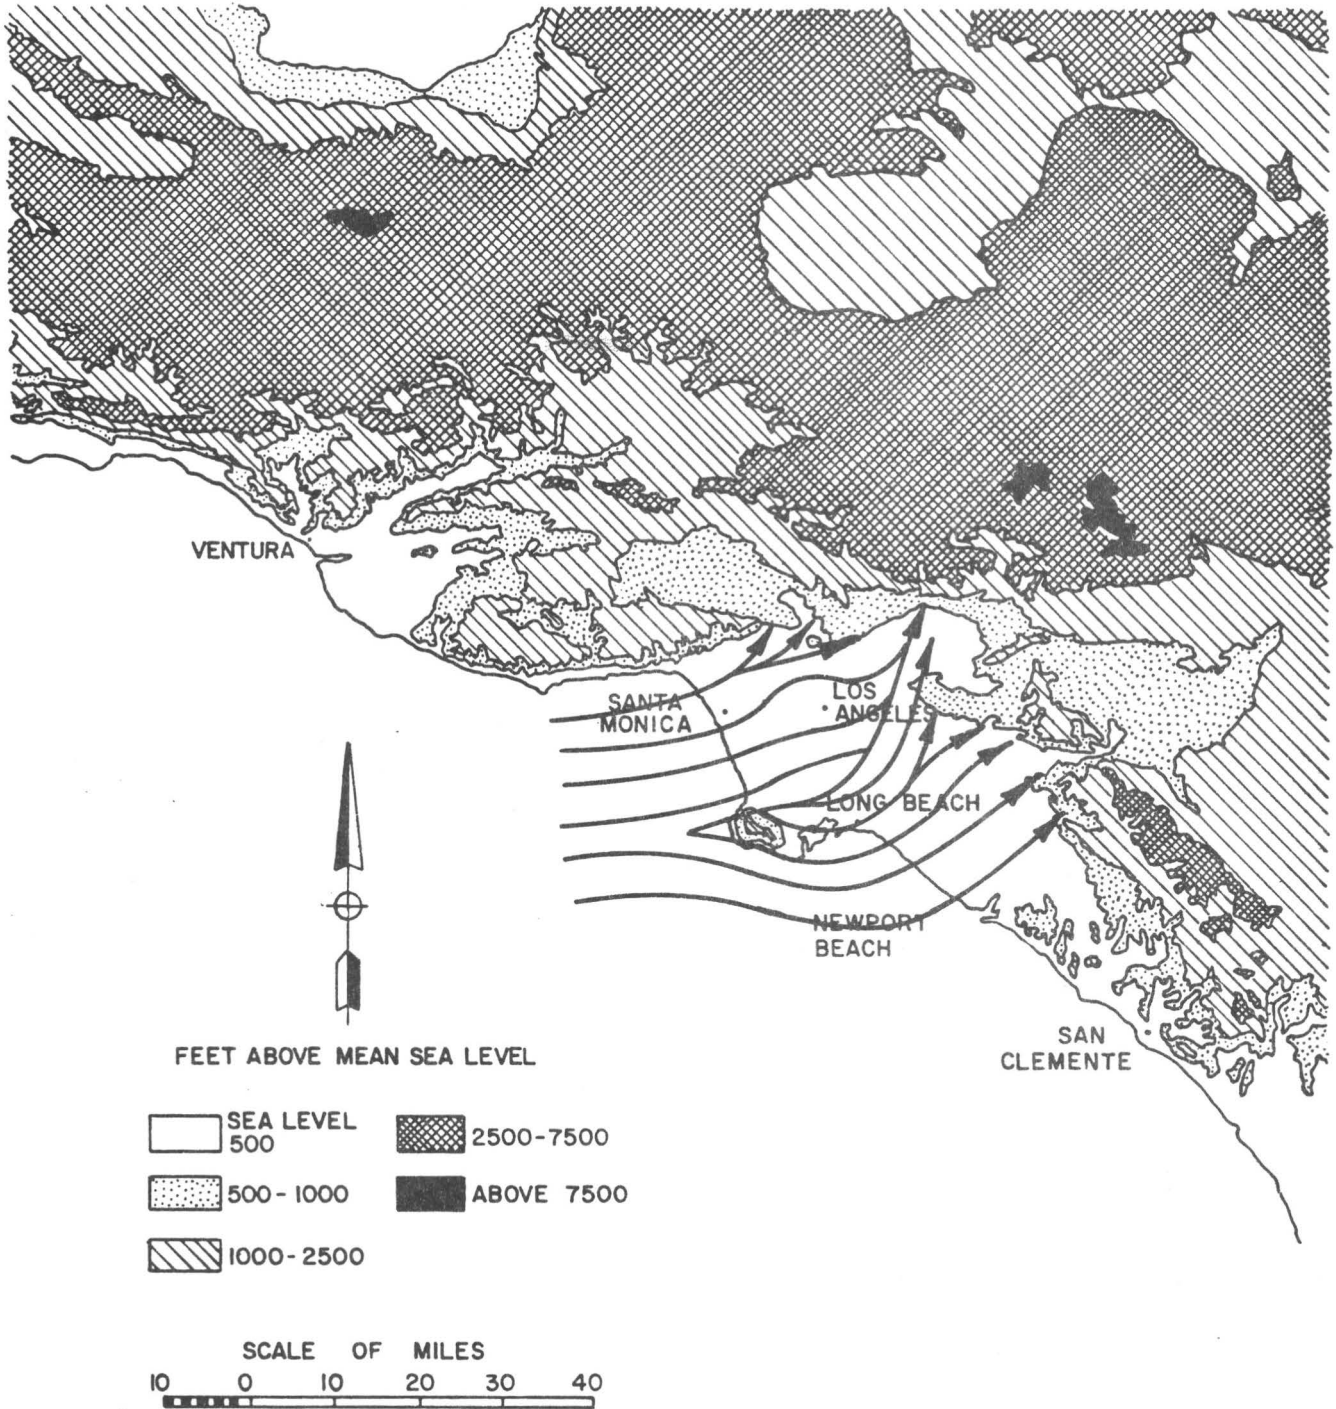 VENTURA
SANTA
MONICA
LOS
ANGELES
LONG BEACH
NEWPORT
BEACH
SAN
CLEMENTE
FEET ABOVE MEAN SEA LEVEL
SEA LEVEL
500
2500-7500
500-1000
ABOVE 7500
1000-2500
SCALE OF MILES
10 0 10 20 30 40